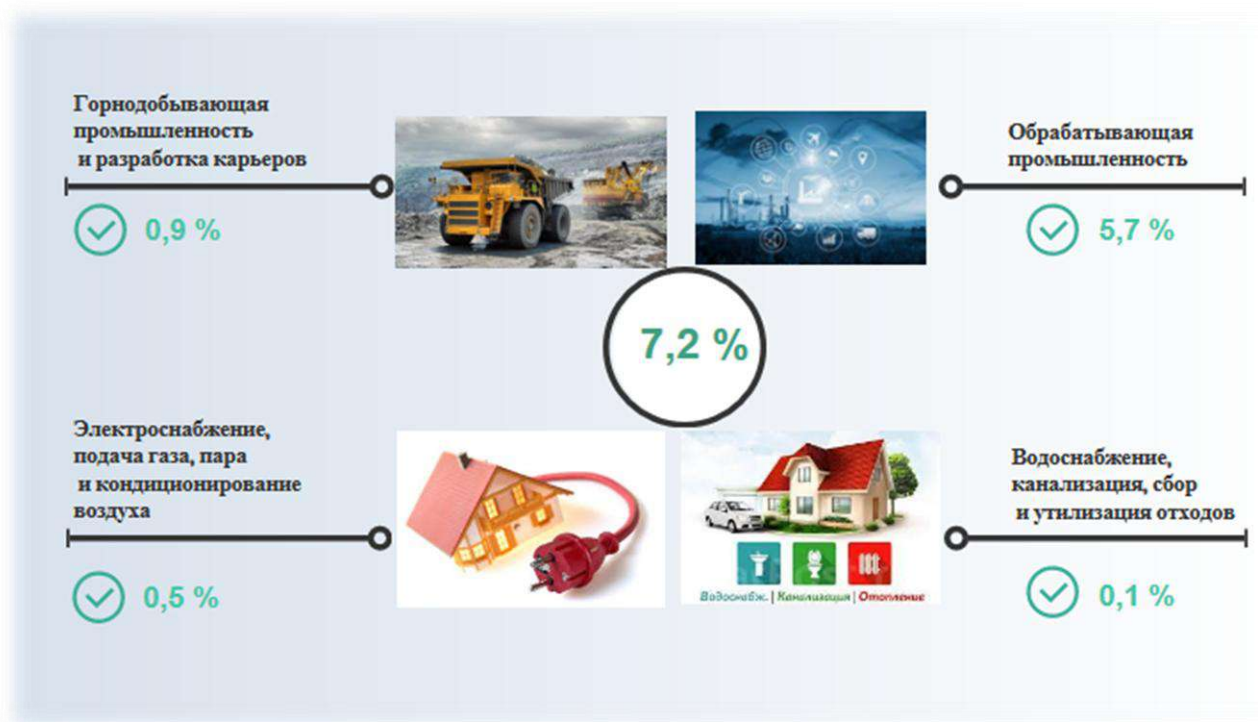 Горнодобывающая
промышленность
и разработка карьеров
0,9 %
Обрабатывающая
промышленность
5,7 %
7,2 %
Электроснабжение,
подача газа, пара
и кондиционирование
воздуха
0,5 %
Водоснабж. | Канализация | Отопление
Водоснабжение,
канализация, сбор
и утилизация отходов
0,1 %